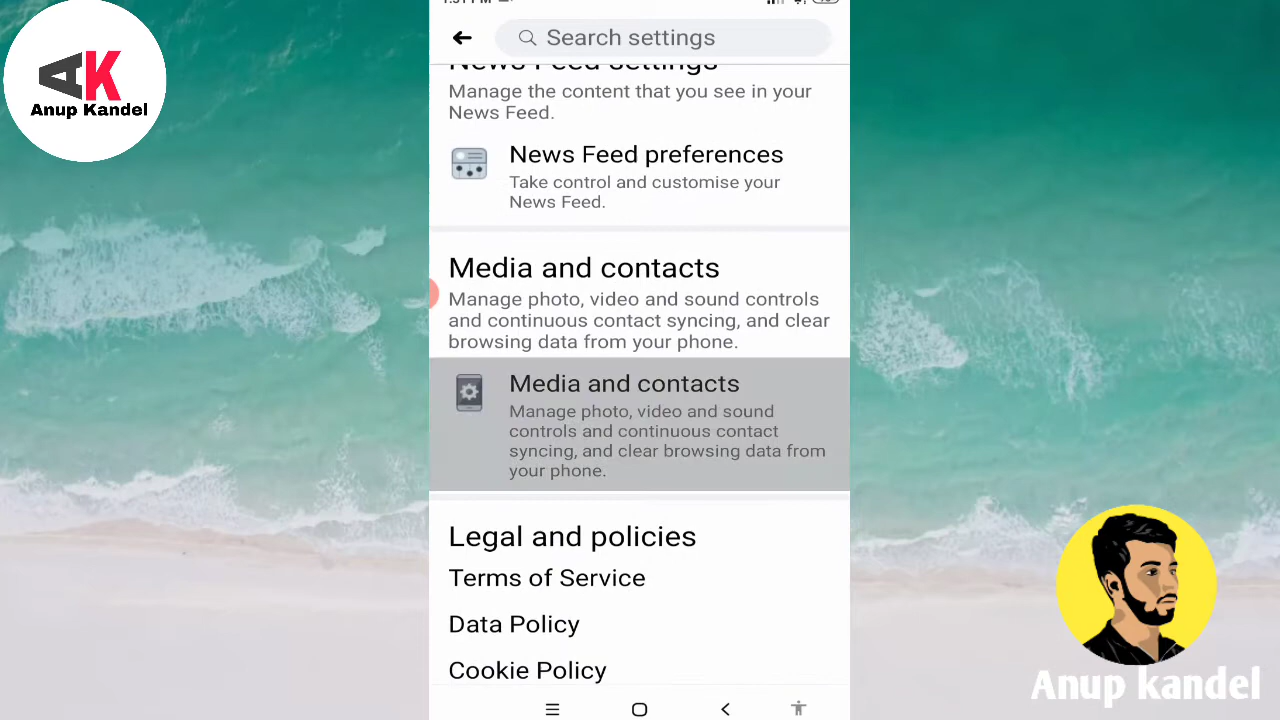 AK
Anup Kandel
Search settings
News Feed settings
Manage the content that you see in your
News Feed.
News Feed preferences
Take control and customise your
News Feed.
Media and contacts
Manage photo, video and sound controls
and continuous contact syncing, and clear
browsing data from your phone.
Media and contacts
Manage photo, video and sound
controls and continuous contact
syncing, and clear browsing data from
your phone.
Legal and policies
Terms of Service
Data Policy
Cookie Policy
Anup kandel